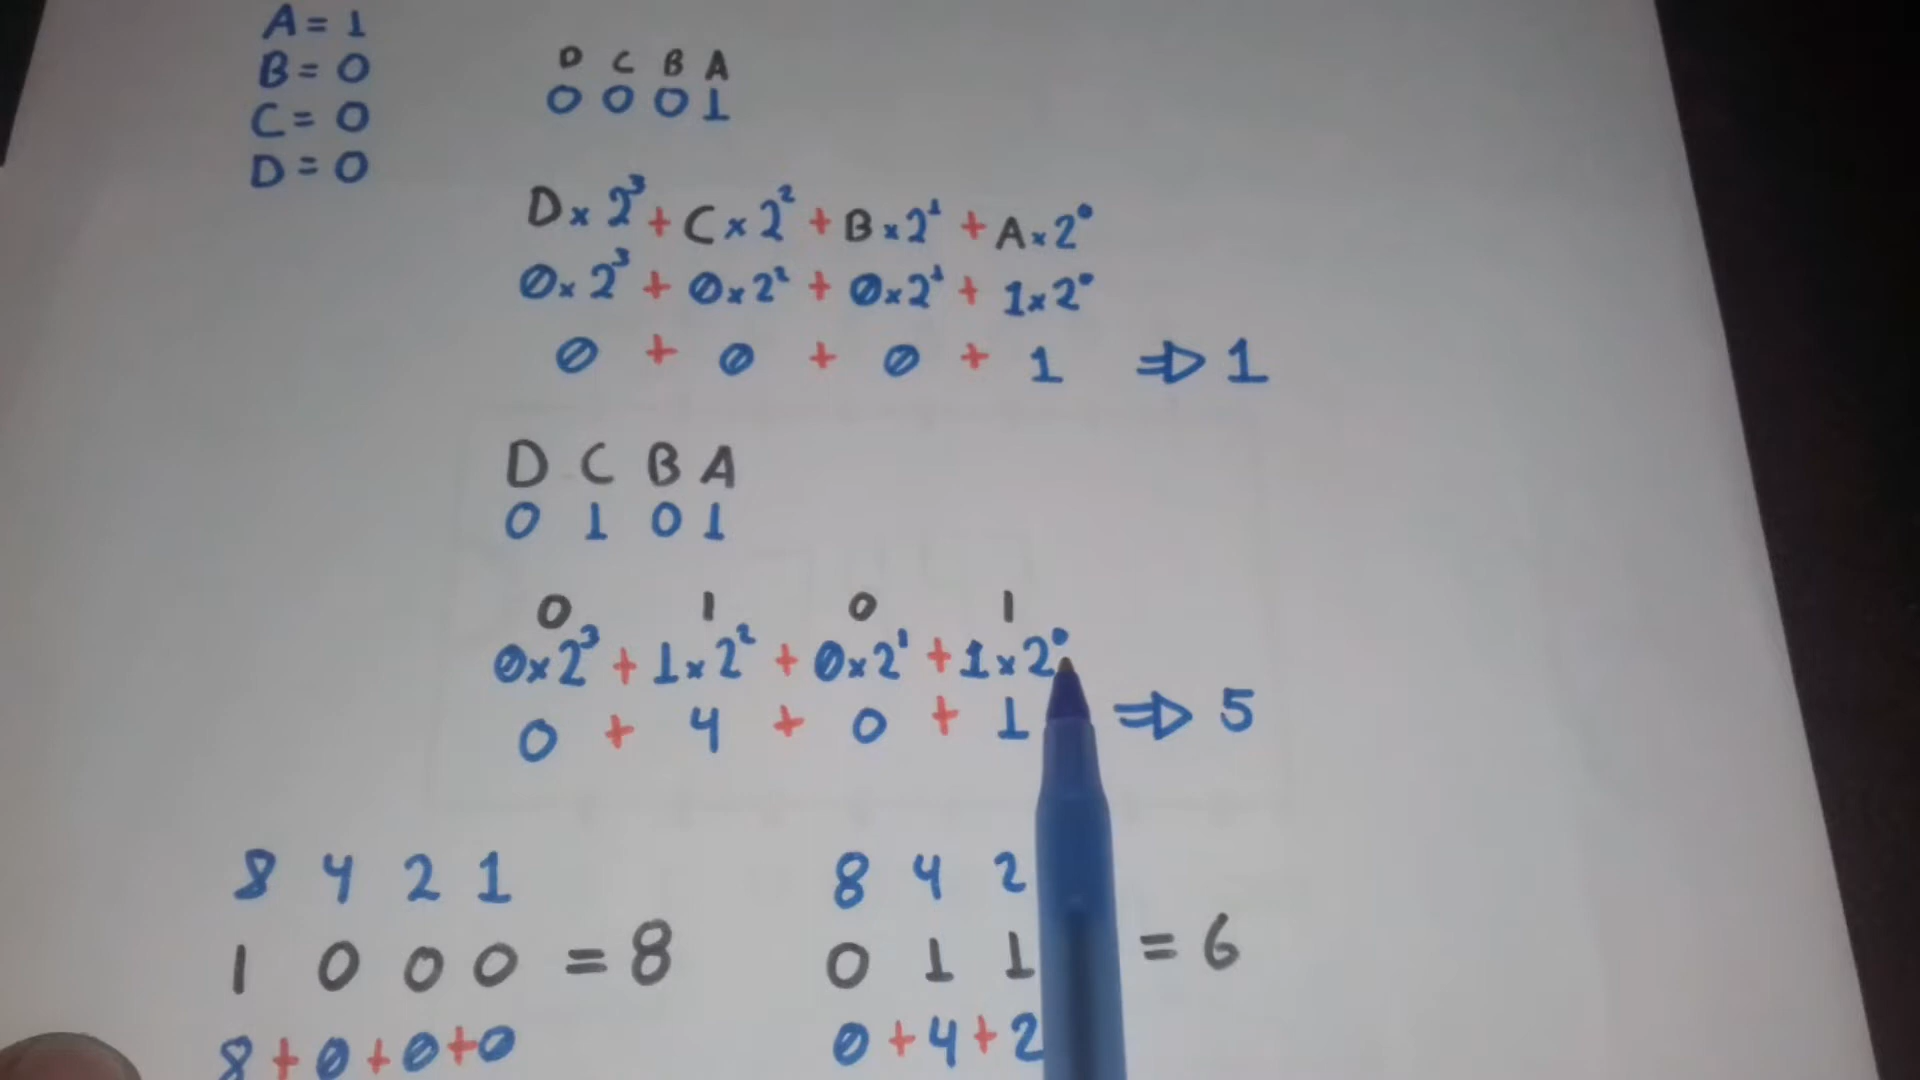 A = 1
B = 0
C = 0
D = 0
D C B A
0 0 0 1
D x 2³ + C x 2² + B x 2¹ + A x 2⁰
0 x 2³ + 0 x 2² + 0 x 2¹ + 1 x 2⁰
0 + 0 + 0 + 1 ⇒ 1
D C B A
0 1 0 1
0 1 0 1
0 x 2³ + 1 x 2² + 0 x 2¹ + 1 x 2⁰
0 + 4 + 0 + 1 ⇒ 5
8 4 2 1
1 0 0 0 = 8
8 + 0 + 0 + 0
8 4 2
0 1 1 = 6
0 + 4 + 2